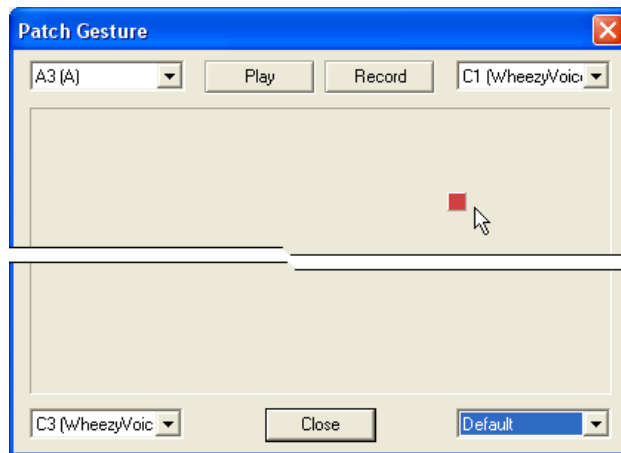 Patch Gesture
A3 (A) Play Record C1 (WheezyVoic
C3 (WheezyVoic Close Default